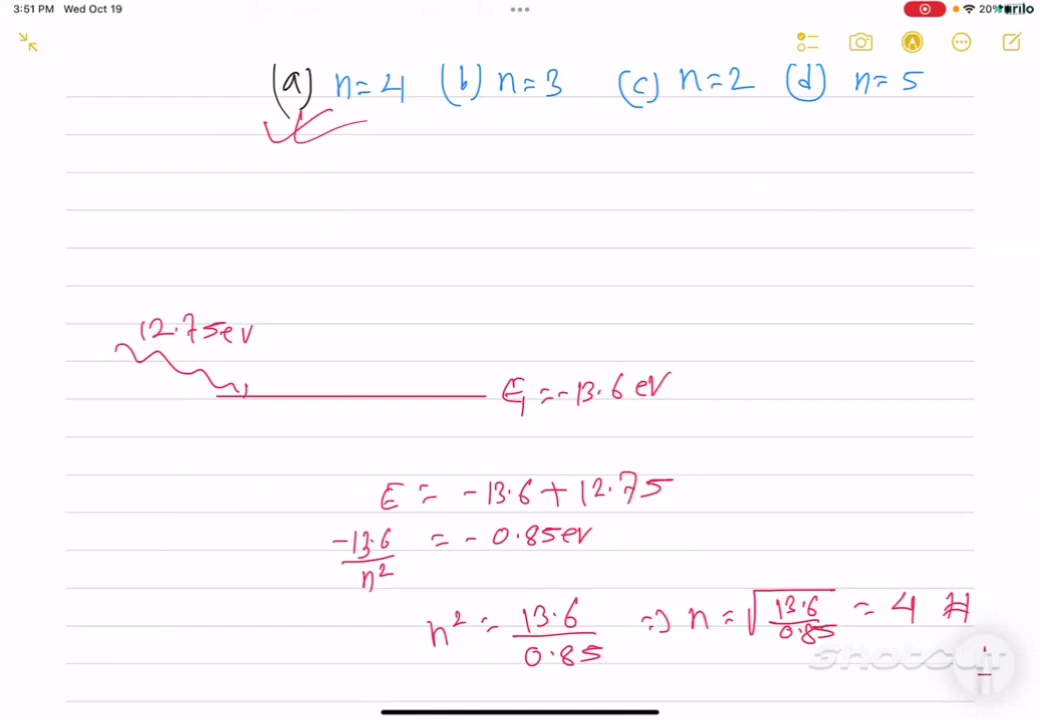 3:51 PM Wed Oct 19
20%
(a) n=4 (b) n=3 (c) n=2 (d) n=5
12.75eV
E₁ = -13.6 eV
E = -13.6 + 12.75
-13.6/n² = -0.85eV
n² = 13.6/0.85 => n = √(13.6/0.85) = 4 #
shotcut